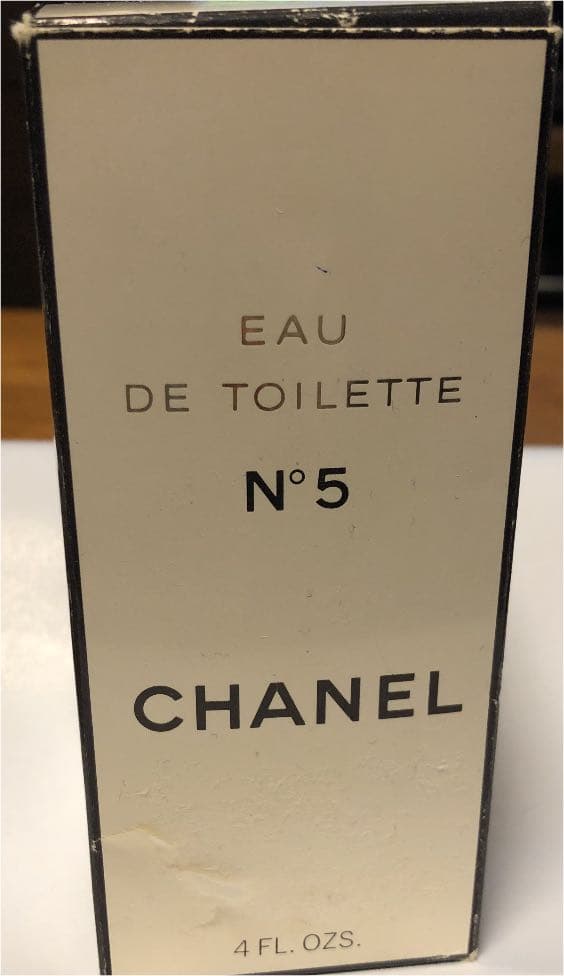 EAU
DE TOILETTE
N°5
CHANEL
4 FL. OZS.